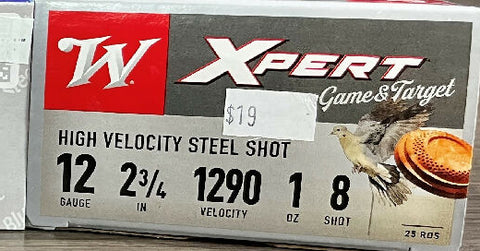 W
XPERT
Game & Target
$19
HIGH VELOCITY STEEL SHOT
12 2 3/4 1290 1 8
GAUGE IN VELOCITY OZ SHOT
25 RDS